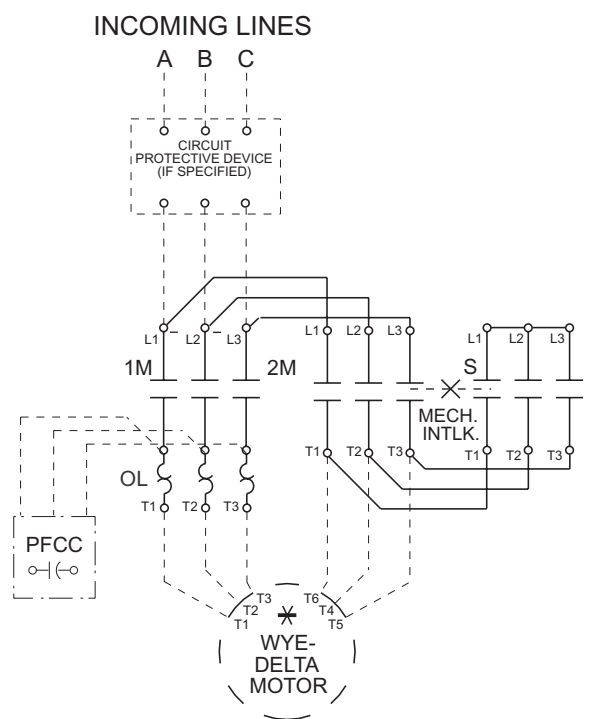 INCOMING LINES
A B C
CIRCUIT
PROTECTIVE DEVICE
(IF SPECIFIED)
L1 L2 L3 L1 L2 L3 L1 L2 L3
1M 2M S
MECH.
INTLK.
T1 T2 T3 T1 T2 T3
OL
T1 T2 T3
PFCC
T3 T6
T2 T4
T1 T5
WYE-
DELTA
MOTOR